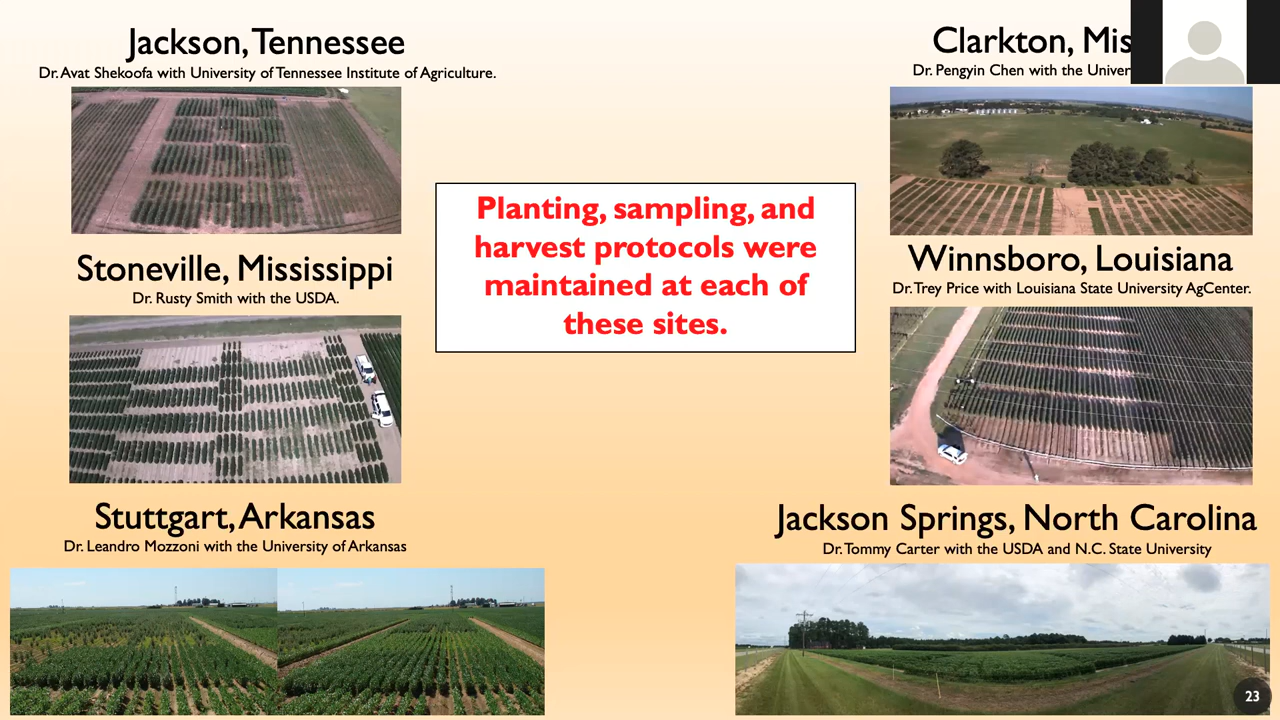 Jackson, Tennessee
Dr. Avat Shekoofa with University of Tennessee Institute of Agriculture.
Clarkton, Mis
Dr. Pengyin Chen with the Univer
Planting, sampling, and
harvest protocols were
maintained at each of
these sites.
Stoneville, Mississippi
Dr. Rusty Smith with the USDA.
Winnsboro, Louisiana
Dr. Trey Price with Louisiana State University AgCenter.
Stuttgart, Arkansas
Dr. Leandro Mozzoni with the University of Arkansas
Jackson Springs, North Carolina
Dr. Tommy Carter with the USDA and N.C. State University
23